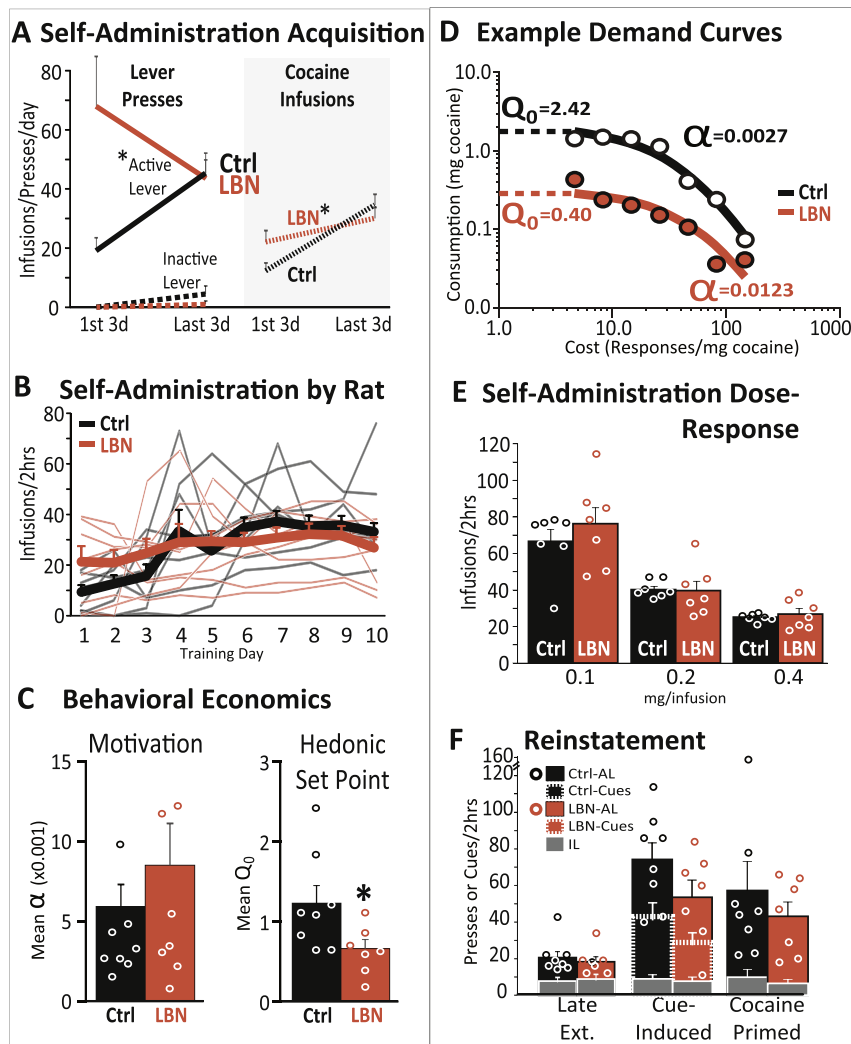 A Self-Administration Acquisition
Infusions/Presses/day
80
60
40
20
0
Lever
Presses
Cocaine
Infusions
*Active
Lever
Ctrl
LBN
Inactive
Lever
LBN*
Ctrl
1st 3d
Last 3d
1st 3d
Last 3d
B Self-Administration by Rat
Infusions/2hrs
80
60
40
20
0
Ctrl
LBN
1 2 3 4 5 6 7 8 9 10
Training Day
C Behavioral Economics
Motivation
Mean α (x0.001)
15
10
5
0
Ctrl
LBN
Hedonic
Set Point
Mean Q0
3
2
1
0
*
Ctrl
LBN
D Example Demand Curves
Consumption (mg cocaine)
10.0
1.0
0.1
0.0
Q0=2.42
α=0.0027
Q0=0.40
α=0.0123
Ctrl
LBN
1.0 10.0 100 1000
Cost (Responses/mg cocaine)
E Self-Administration Dose-
Response
Infusions/2hrs
120
100
80
60
40
20
0
Ctrl LBN Ctrl LBN Ctrl LBN
0.1 0.2 0.4
mg/infusion
F Reinstatement
Presses or Cues/2hrs
160
120
100
80
60
40
20
0
Ctrl-AL
Ctrl-Cues
LBN-AL
LBN-Cues
IL
Late
Ext.
Cue-
Induced
Cocaine
Primed